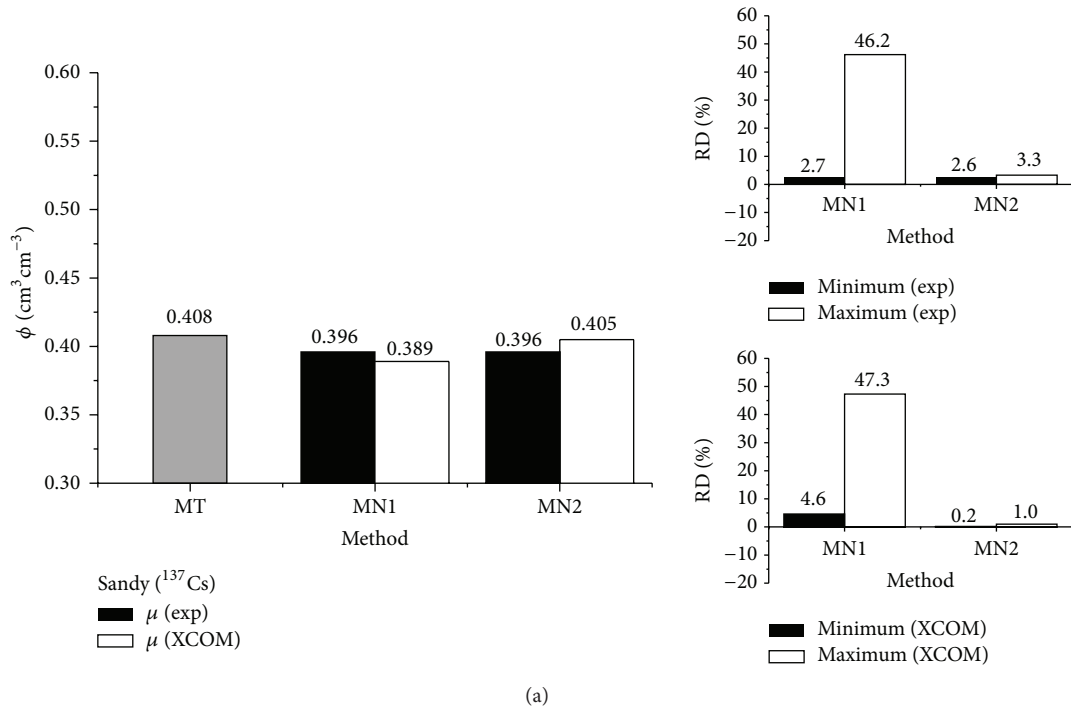 0.60
0.55
0.50
0.45
0.40
0.35
0.30
ϕ (cm³ cm⁻³)
0.408
0.396
0.389
0.396
0.405
MT
MN1
MN2
Method
Sandy (¹³⁷Cs)
μ (exp)
μ (XCOM)
60
50
40
30
20
10
0
−10
−20
RD (%)
2.7
46.2
2.6
3.3
MN1
MN2
Method
Minimum (exp)
Maximum (exp)
60
50
40
30
20
10
0
−10
−20
RD (%)
4.6
47.3
0.2
1.0
MN1
MN2
Method
Minimum (XCOM)
Maximum (XCOM)
(a)